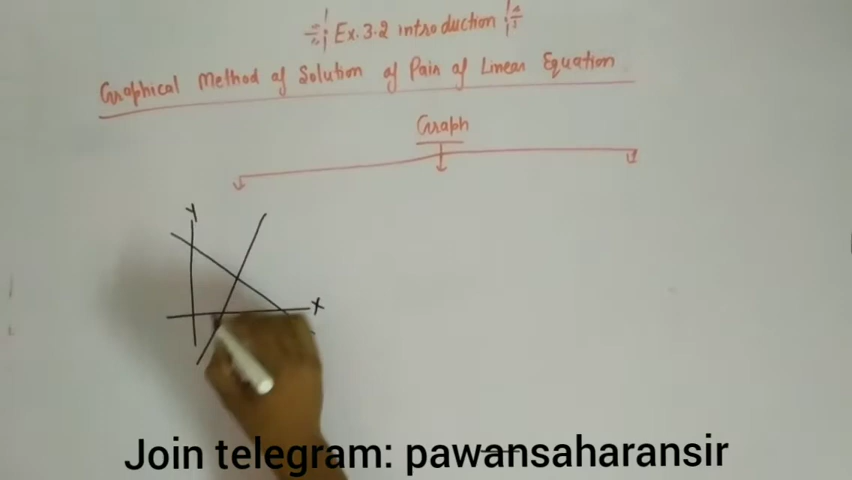 Ex. 3.2 introduction
Graphical Method of Solution of Pair of Linear Equation
Graph
Y
X
Join telegram: pawansaharansir